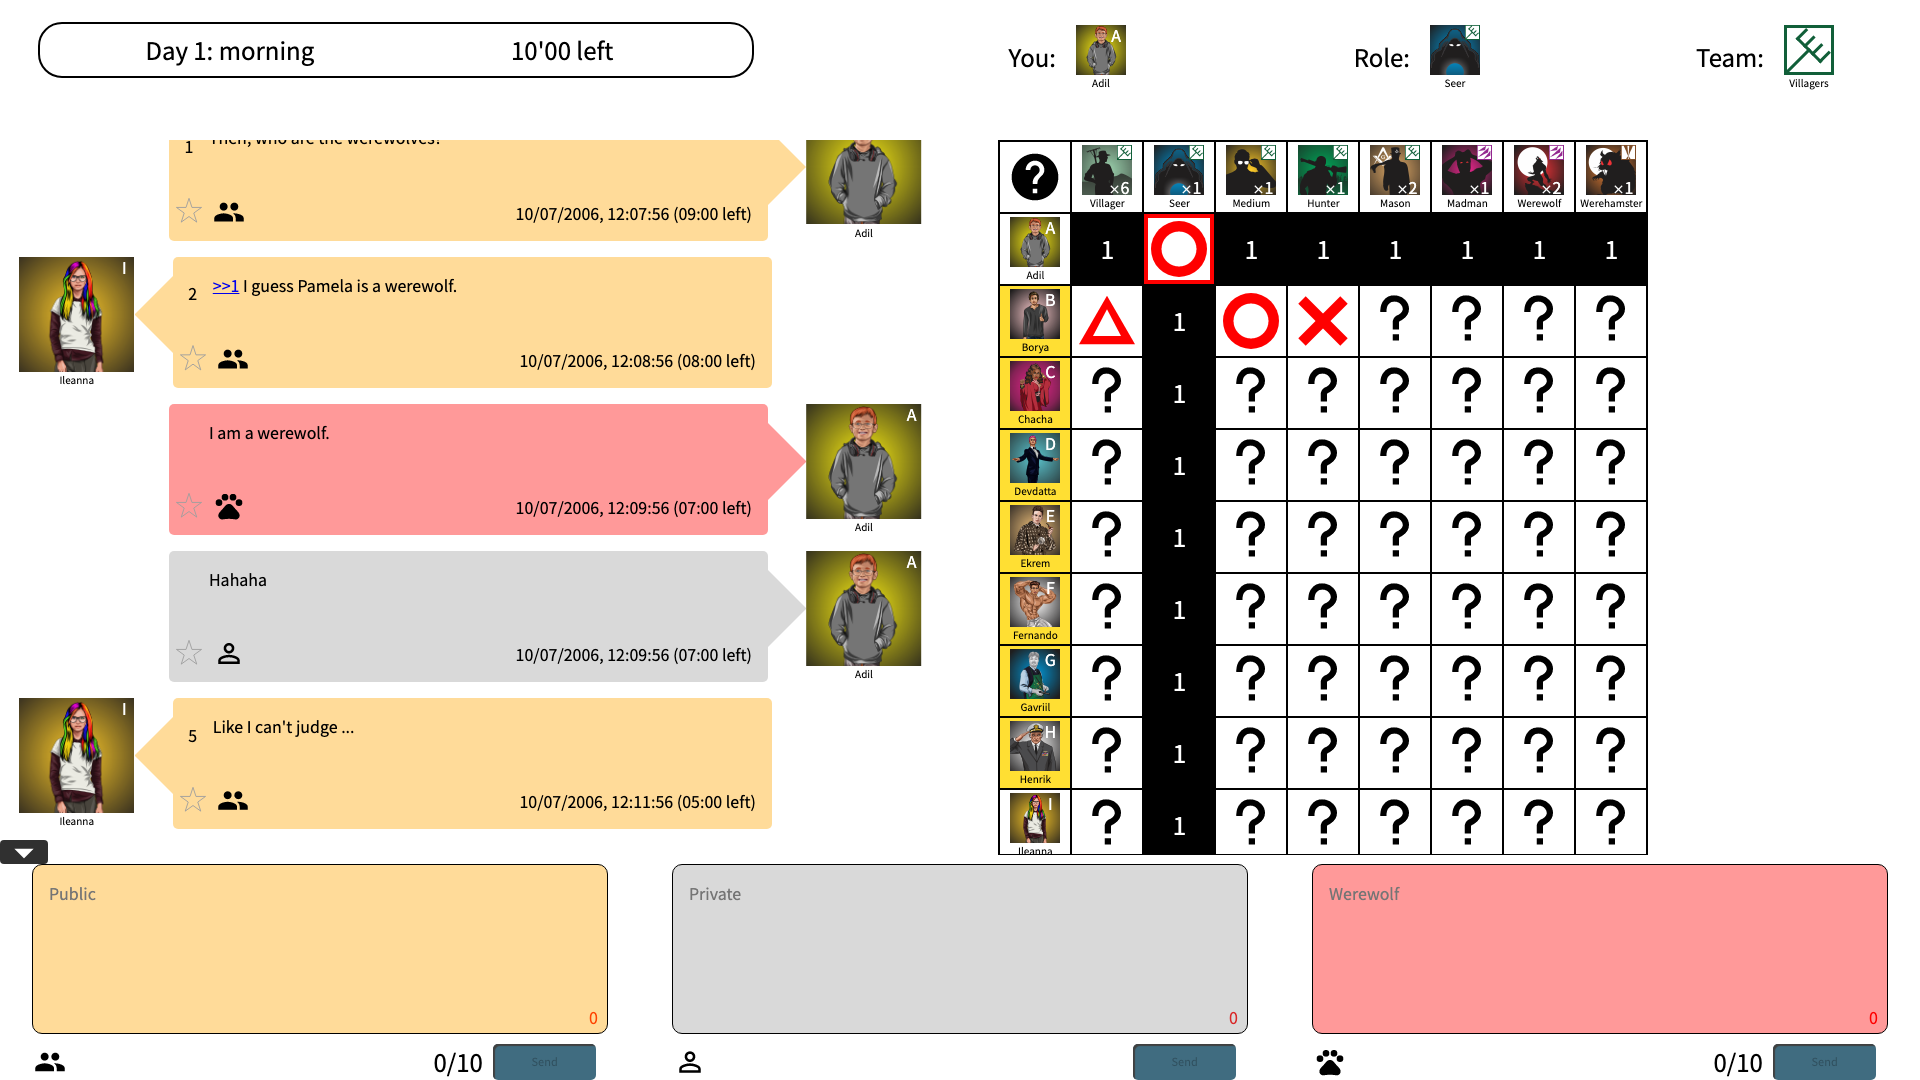 Day 1: morning 10'00 left
You: A Adil
Role: Seer
Team: Villagers
1 Then, who are the werewolves?
10/07/2006, 12:07:56 (09:00 left)
Adil
I
Ileanna
2 >>1 I guess Pamela is a werewolf.
10/07/2006, 12:08:56 (08:00 left)
I am a werewolf.
10/07/2006, 12:09:56 (07:00 left)
A
Adil
Hahaha
10/07/2006, 12:09:56 (07:00 left)
A
Adil
I
Ileanna
5 Like I can't judge ...
10/07/2006, 12:11:56 (05:00 left)
? ×6 ×1 ×1 ×1 ×2 ×1 ×2 ×1
Villager Seer Medium Hunter Mason Madman Werewolf Werehamster
A Adil 1 1 1 1 1 1 1
B Borya 1 ? ? ? ?
C Chacha ? 1 ? ? ? ? ? ?
D Devdatta ? 1 ? ? ? ? ? ?
E Ekrem ? 1 ? ? ? ? ? ?
F Fernando ? 1 ? ? ? ? ? ?
G Gavriil ? 1 ? ? ? ? ? ?
H Henrik ? 1 ? ? ? ? ? ?
I Ileanna ? 1 ? ? ? ? ? ?
Public
0
0/10 Send
Private
0
Send
Werewolf
0
0/10 Send